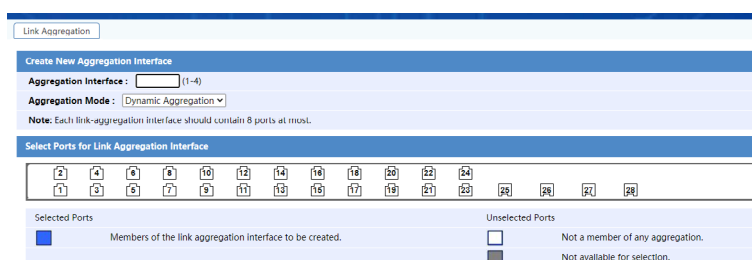 Link Aggregation
Create New Aggregation Interface
Aggregation Interface : (1-4)
Aggregation Mode : Dynamic Aggregation
Note: Each link-aggregation interface should contain 8 ports at most.
Select Ports for Link Aggregation Interface
2 4 6 8 10 12 14 16 18 20 22 24
1 3 5 7 9 11 13 15 17 19 21 23 25 26 27 28
Selected Ports Unselected Ports
Members of the link aggregation interface to be created. Not a member of any aggregation.
Not available for selection.